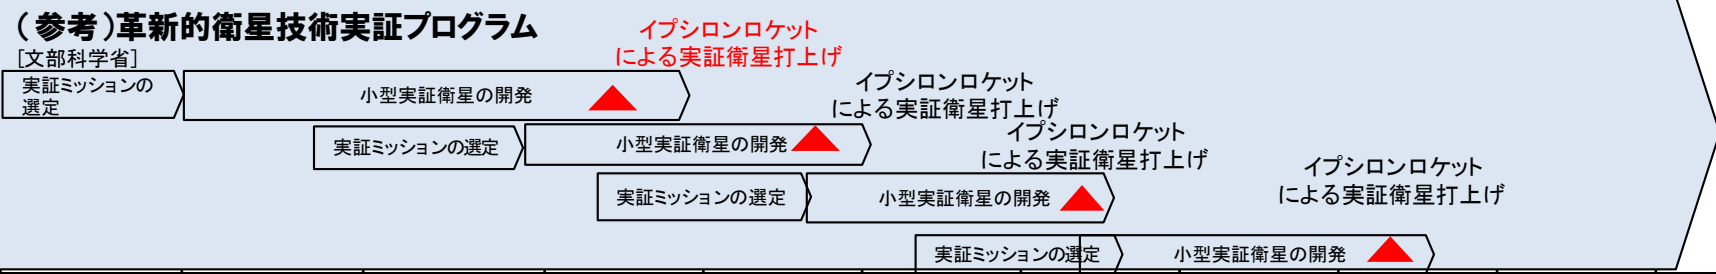 （参考）革新的衛星技術実証プログラム
[文部科学省]
イプシロンロケット
による実証衛星打上げ
実証ミッションの
選定
小型実証衛星の開発
イプシロンロケット
による実証衛星打上げ
実証ミッションの選定
小型実証衛星の開発
イプシロンロケット
による実証衛星打上げ
実証ミッションの選定
小型実証衛星の開発
イプシロンロケット
による実証衛星打上げ
実証ミッションの選定
小型実証衛星の開発